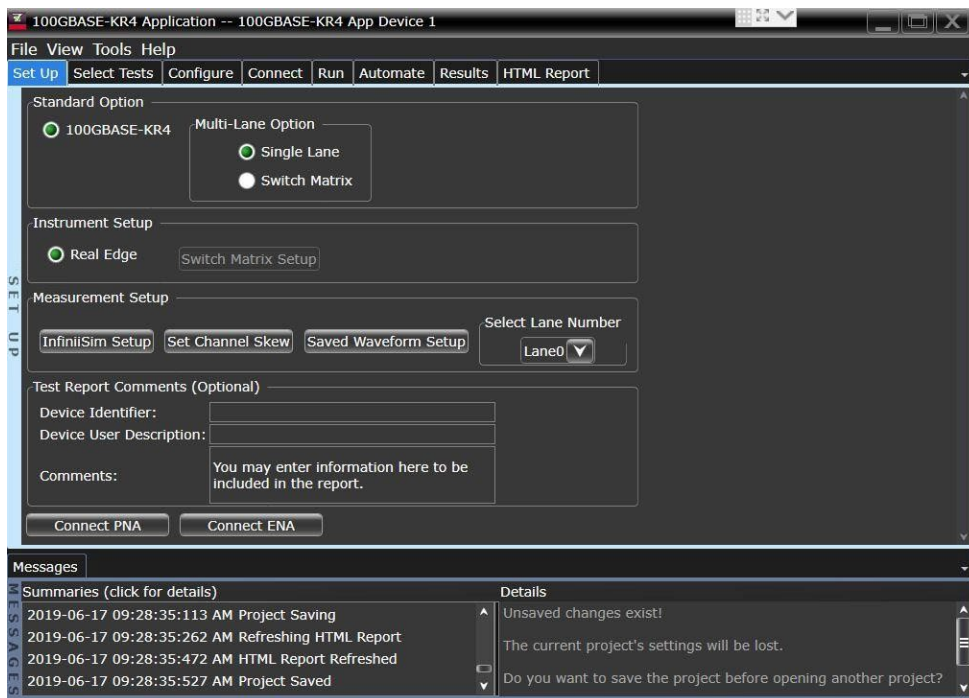 100GBASE-KR4 Application -- 100GBASE-KR4 App Device 1
File View Tools Help
Set Up Select Tests Configure Connect Run Automate Results HTML Report
SET UP
Standard Option
100GBASE-KR4
Multi-Lane Option
Single Lane
Switch Matrix
Instrument Setup
Real Edge Switch Matrix Setup
Measurement Setup
InfiniiSim Setup Set Channel Skew Saved Waveform Setup
Select Lane Number
Lane0
Test Report Comments (Optional)
Device Identifier:
Device User Description:
Comments:
You may enter information here to be
included in the report.
Connect PNA Connect ENA
Messages
MESSAGES
Summaries (click for details)
2019-06-17 09:28:35:113 AM Project Saving
2019-06-17 09:28:35:262 AM Refreshing HTML Report
2019-06-17 09:28:35:472 AM HTML Report Refreshed
2019-06-17 09:28:35:527 AM Project Saved
Details
Unsaved changes exist!
The current project's settings will be lost.
Do you want to save the project before opening another project?